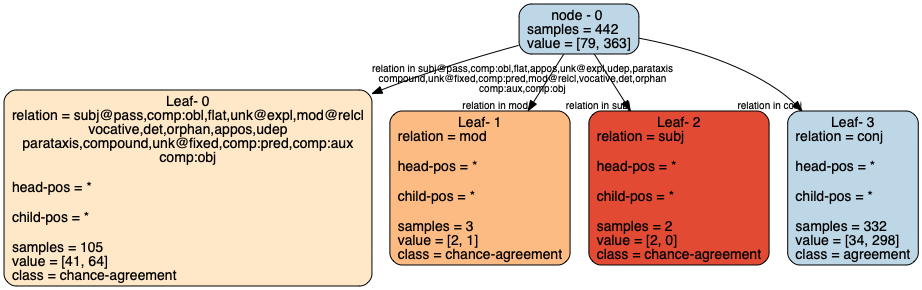 node - 0
samples = 442
value = [79, 363]
relation in subj@pass,comp:obl,flat,appos,unk@expl,udep,parataxis
compound,unk@fixed,comp:pred,mod@relcl,vocative,det,orphan
comp:aux,comp:obj
relation in mod
relation in subj
relation in conj
Leaf- 0
relation = subj@pass,comp:obl,flat,unk@expl,mod@relcl
vocative,det,orphan,appos,udep
parataxis,compound,unk@fixed,comp:pred,comp:aux
comp:obj
head-pos = *
child-pos = *
samples = 105
value = [41, 64]
class = chance-agreement
Leaf- 1
relation = mod
head-pos = *
child-pos = *
samples = 3
value = [2, 1]
class = chance-agreement
Leaf- 2
relation = subj
head-pos = *
child-pos = *
samples = 2
value = [2, 0]
class = chance-agreement
Leaf- 3
relation = conj
head-pos = *
child-pos = *
samples = 332
value = [34, 298]
class = agreement